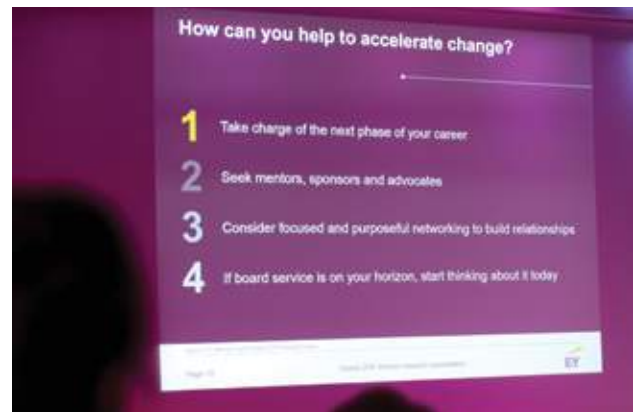 How can you help to accelerate change?
1 Take charge of the next phase of your career
2 Seek mentors, sponsors and advocates
3 Consider focused and purposeful networking to build relationships
4 If board service is on your horizon, start thinking about it today
Page
EY